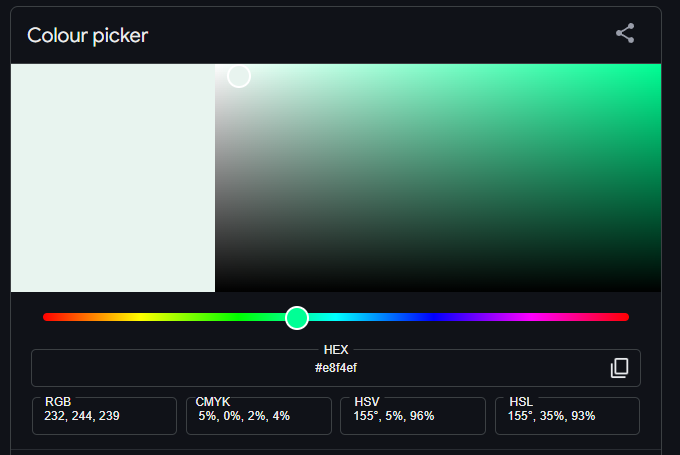 Colour picker
HEX
#e8f4ef
RGB
232, 244, 239
CMYK
5%, 0%, 2%, 4%
HSV
155°, 5%, 96%
HSL
155°, 35%, 93%